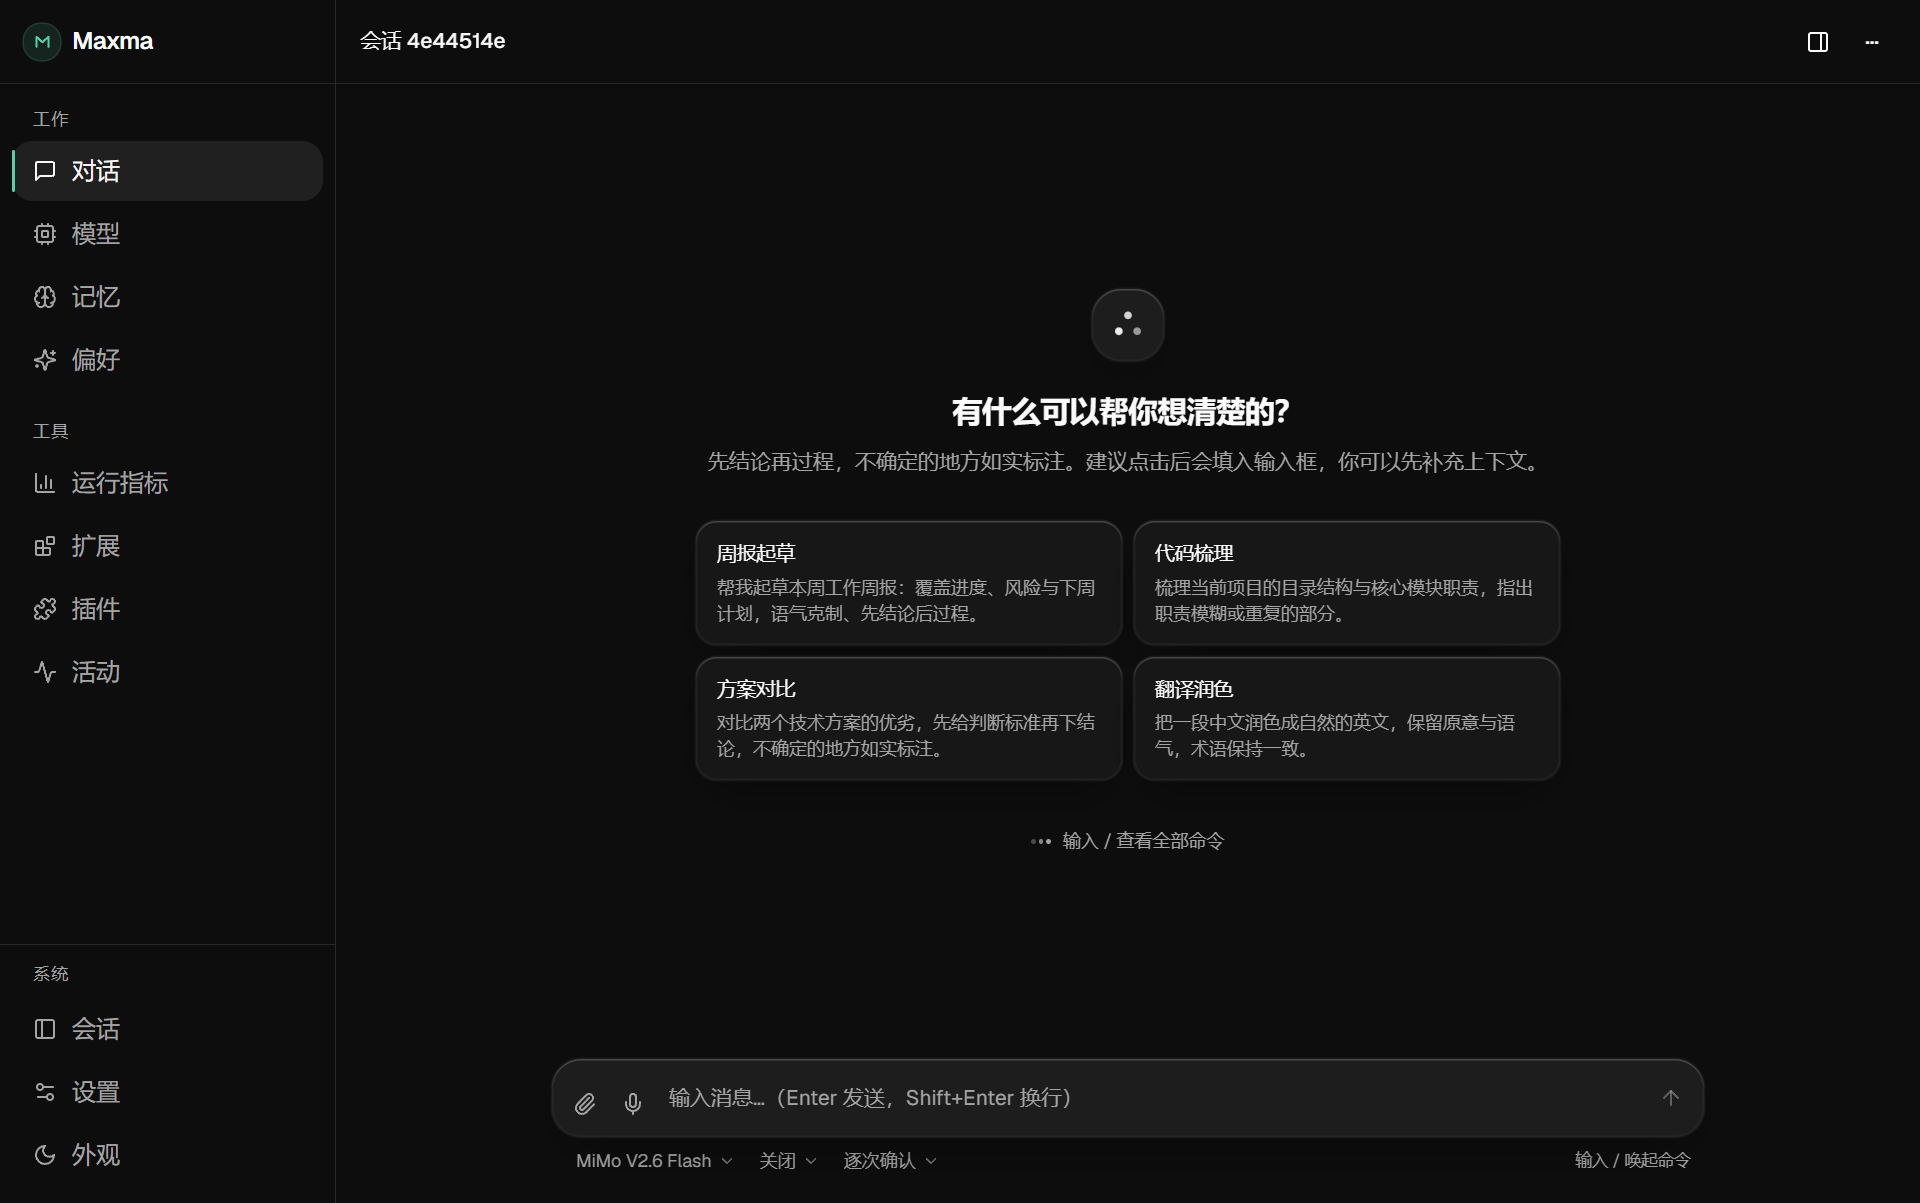 Maxma
会话 4e44514e
工作
对话
模型
记忆
偏好
工具
运行指标
扩展
插件
活动
系统
会话
设置
外观
有什么可以帮你想清楚的?
先结论再过程，不确定的地方如实标注。建议点击后会填入输入框，你可以先补充上下文。
周报起草
帮我起草本周工作周报：覆盖进度、风险与下周
计划，语气克制、先结论后过程。
代码梳理
梳理当前项目的目录结构与核心模块职责，指出
职责模糊或重复的部分。
方案对比
对比两个技术方案的优劣，先给判断标准再下结
论，不确定的地方如实标注。
翻译润色
把一段中文润色成自然的英文，保留原意与语
气，术语保持一致。
输入 / 查看全部命令
输入消息...（Enter 发送，Shift+Enter 换行）
MiMo V2.6 Flash 关闭 逐次确认 输入 / 唤起命令